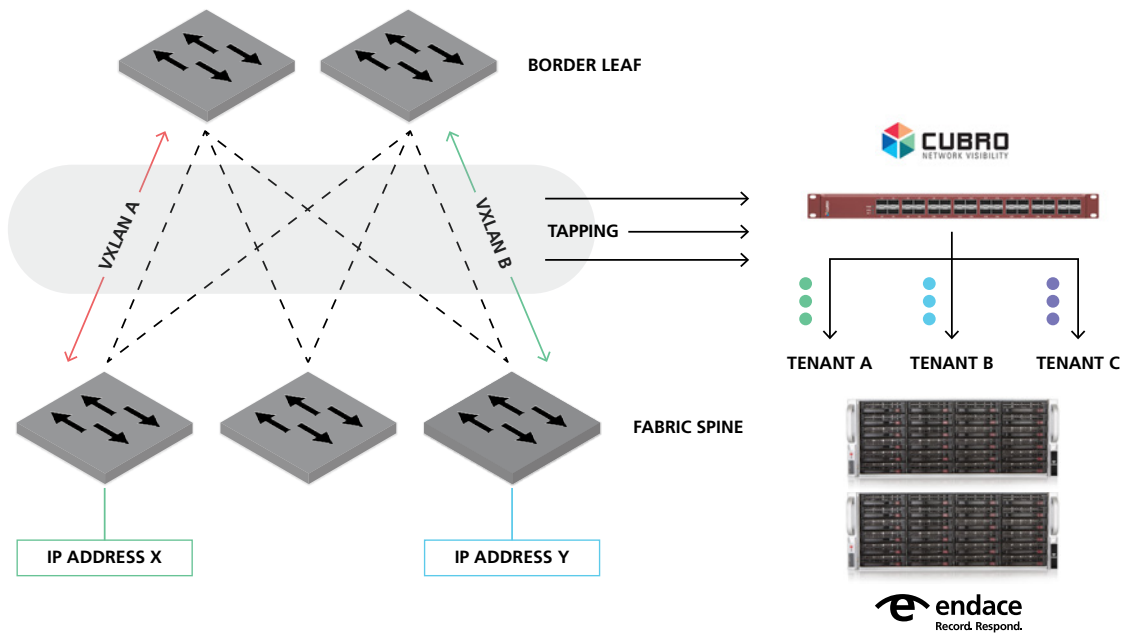 BORDER LEAF
CUBRO
NETWORK VISIBILITY
VXLAN A
VXLAN B
TAPPING
TENANT A
TENANT B
TENANT C
FABRIC SPINE
IP ADDRESS X
IP ADDRESS Y
endace
Record. Respond.